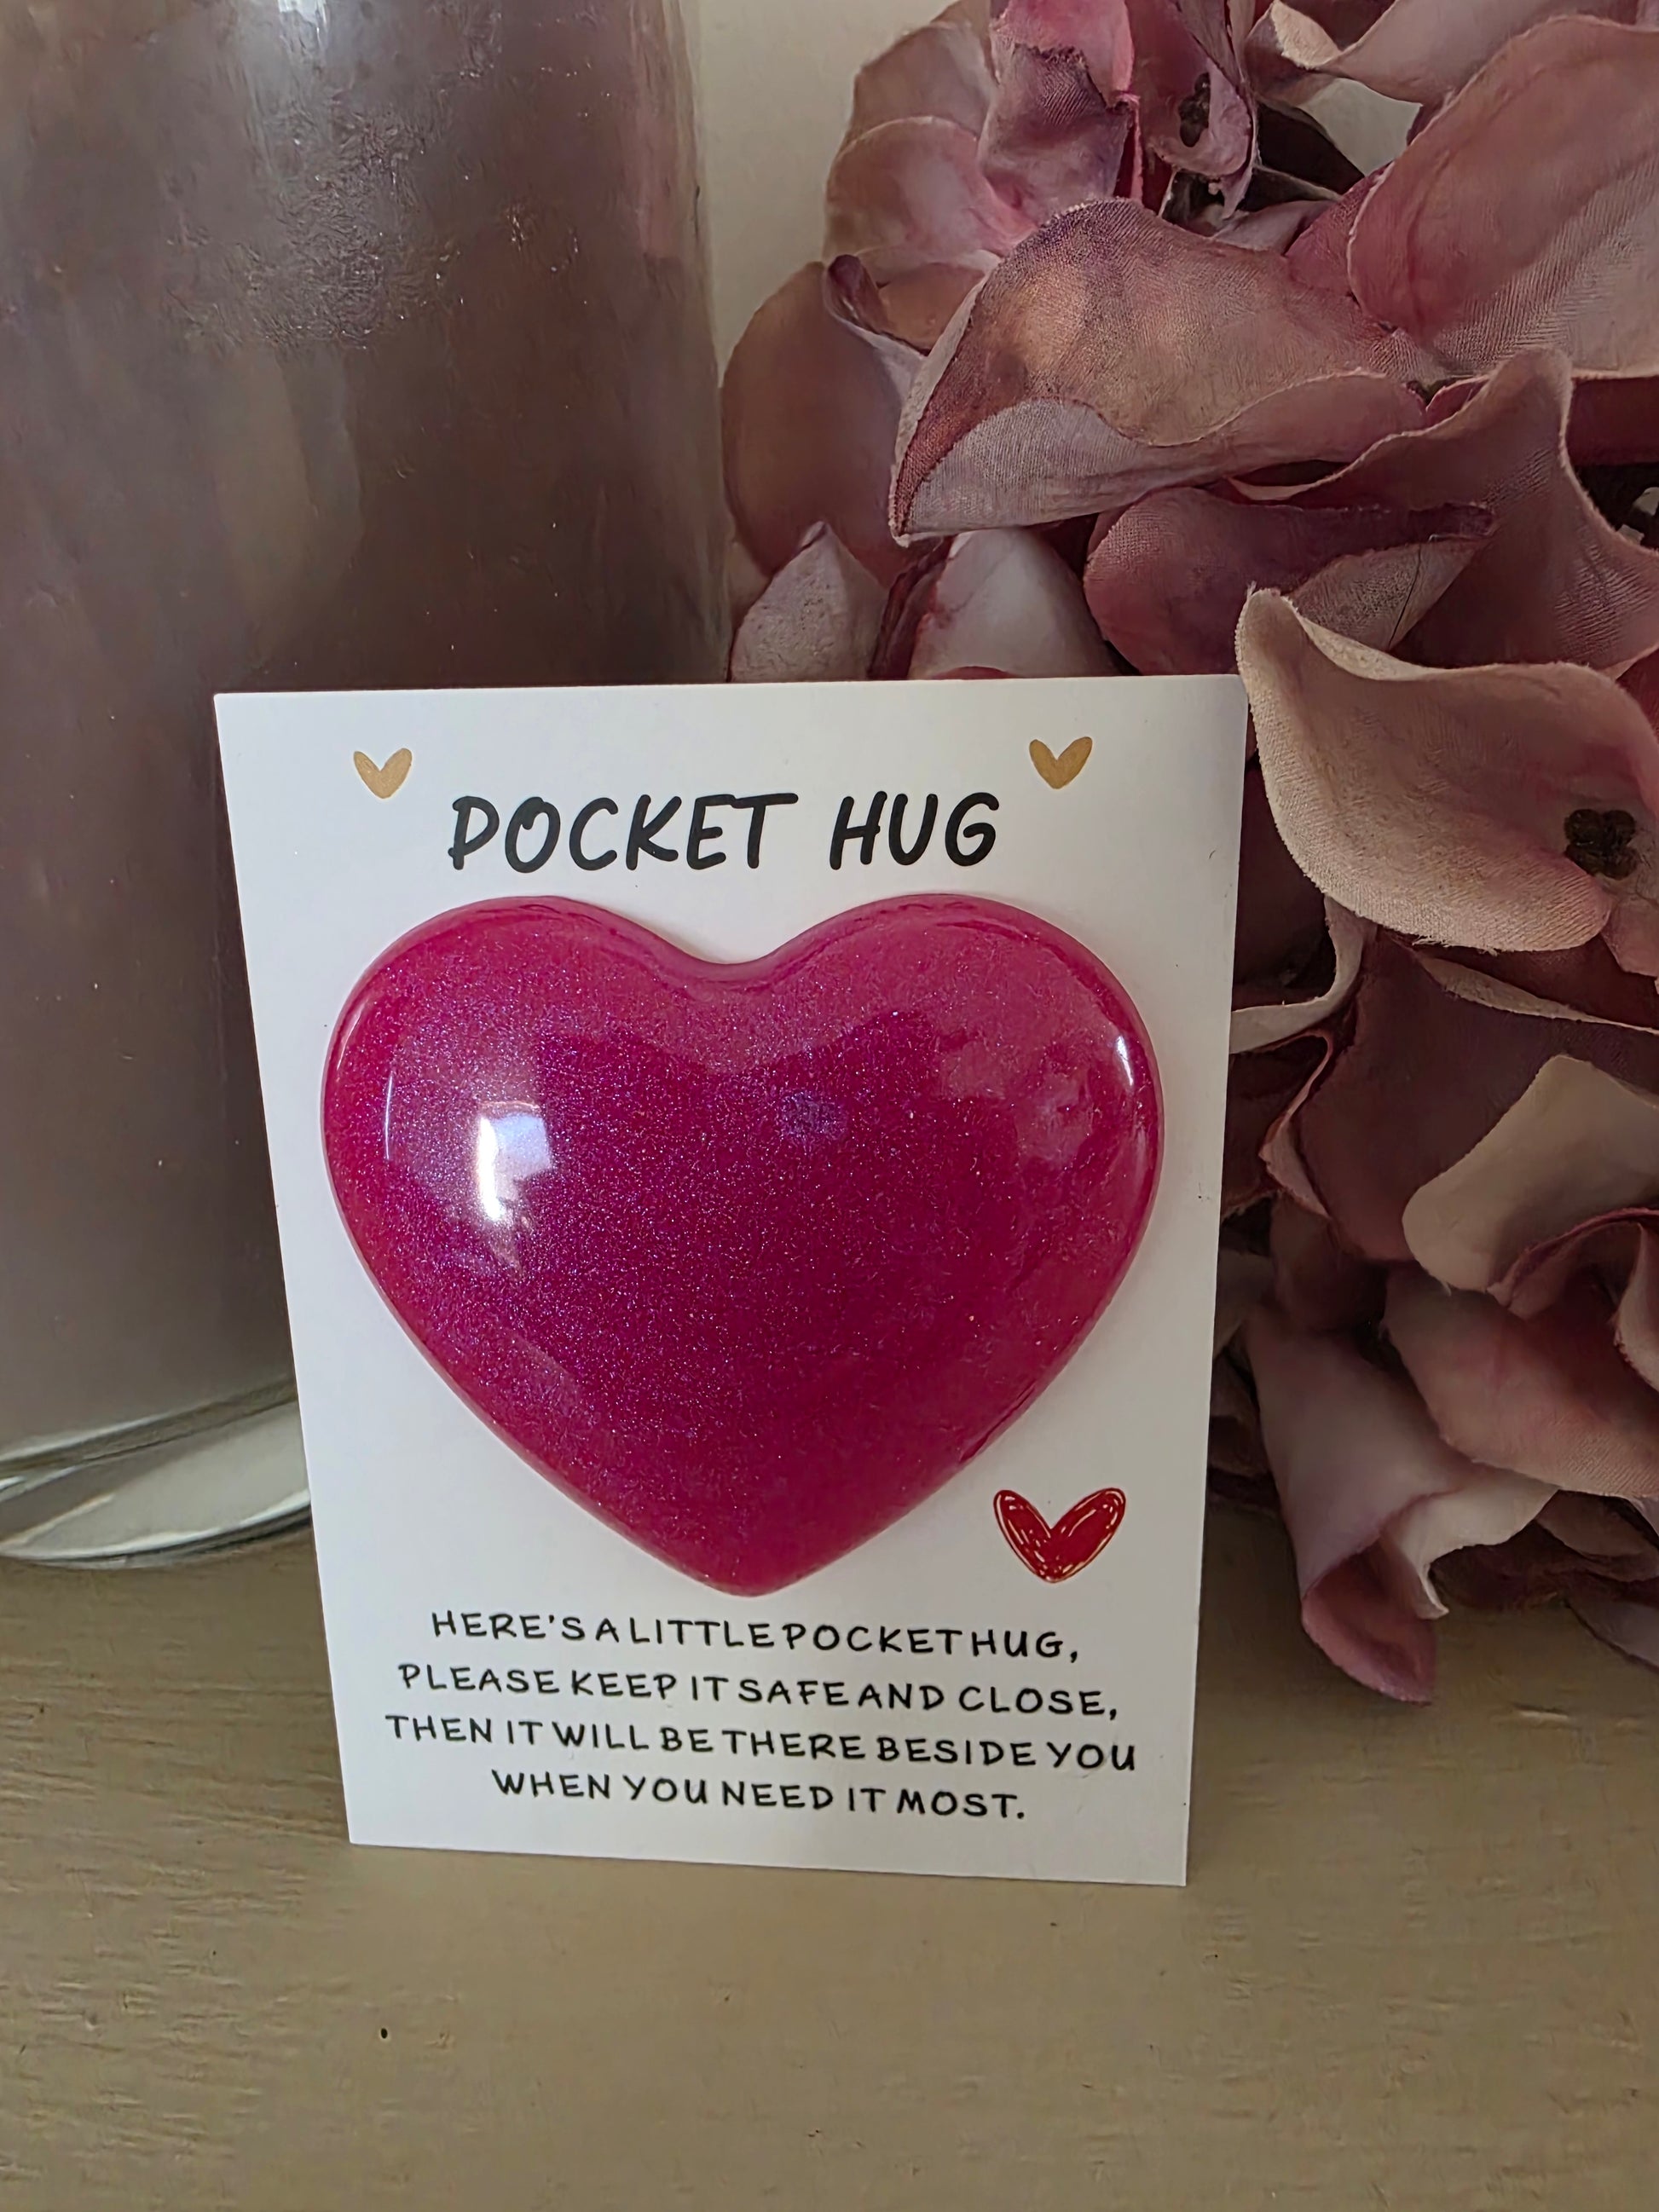 POCKET HUG
HERE'S A LITTLE POCKET HUG,
PLEASE KEEP IT SAFE AND CLOSE,
THEN IT WILL BE THERE BESIDE YOU
WHEN YOU NEED IT MOST.